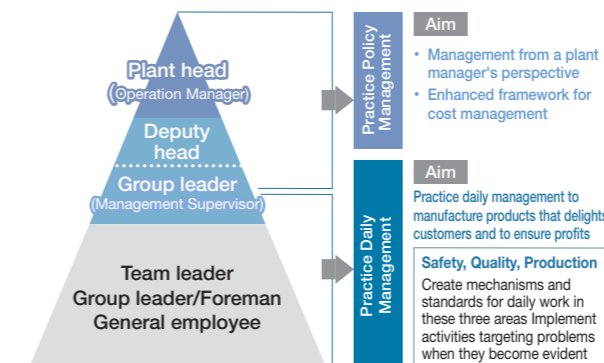 Plant head
(Operation Manager)
Deputy
head
Group leader
(Management Supervisor)
Team leader
Group leader/Foreman
General employee
Practice Policy
Management
Aim
• Management from a plant
manager's perspective
• Enhanced framework for
cost management
Practice Daily
Management
Aim
Practice daily management to
manufacture products that delights
customers and to ensure profits
Safety, Quality, Production
Create mechanisms and
standards for daily work in
these three areas Implement
activities targeting problems
when they become evident